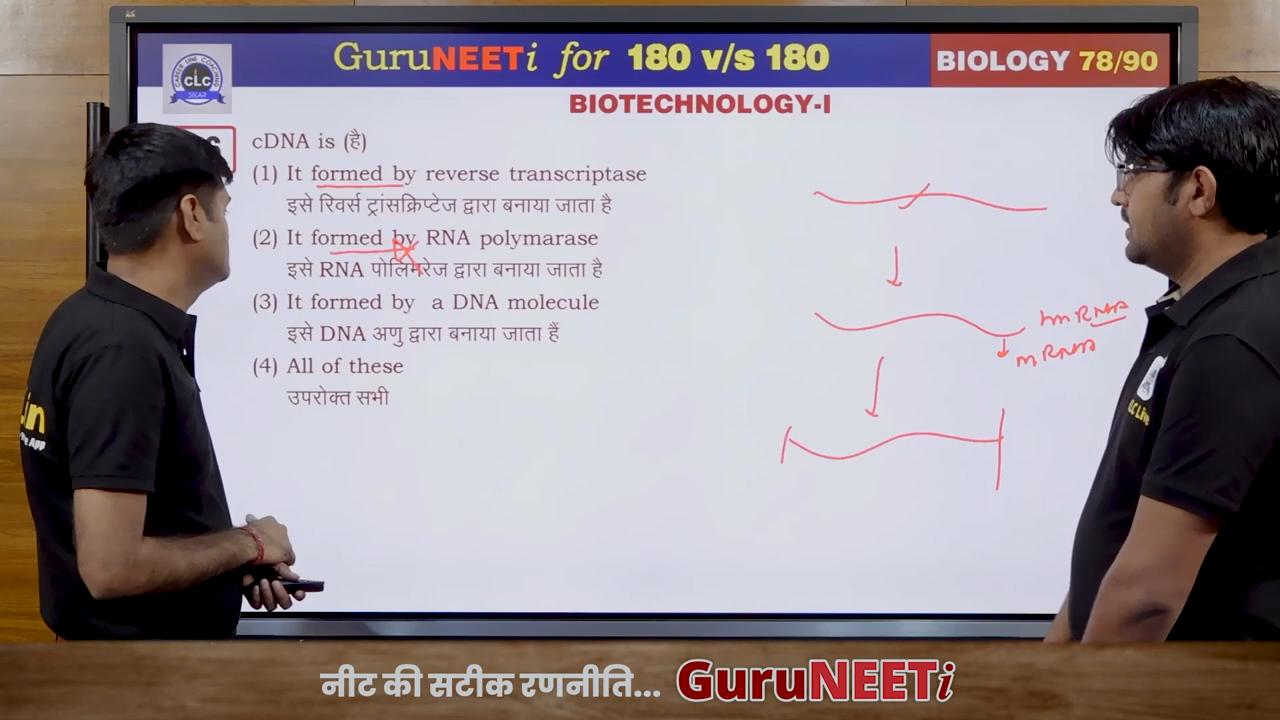 GuruNEETi for 180 v/s 180
BIOLOGY 78/90
CLC
SIKAR
BIOTECHNOLOGY-I
cDNA is (है)
(1) It formed by reverse transcriptase
इसे रिवर्स ट्रांसक्रिप्टेज द्वारा बनाया जाता है
(2) It formed by RNA polymarase
इसे RNA पोलिमरेज द्वारा बनाया जाता है
(3) It formed by a DNA molecule
इसे DNA अणु द्वारा बनाया जाता हैं
(4) All of these
उपरोक्त सभी
mRNA
नीट की सटीक रणनीति... GuruNEETi